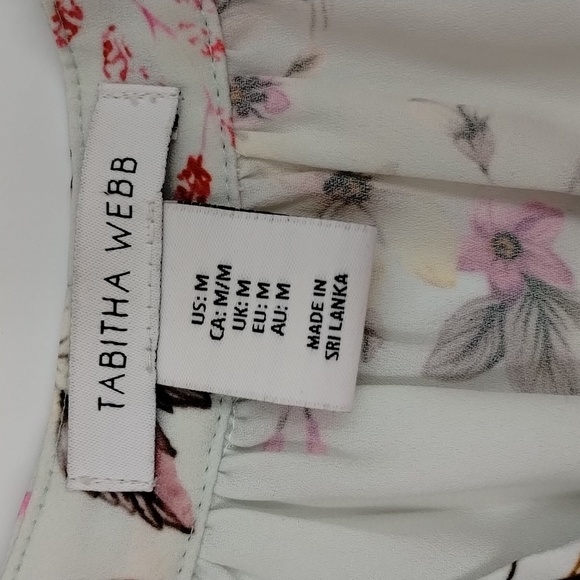 TABITHA WEBB
US: M
CA: M/M
UK: M
EU: M
AU: M
MADE IN
SRI LANKA